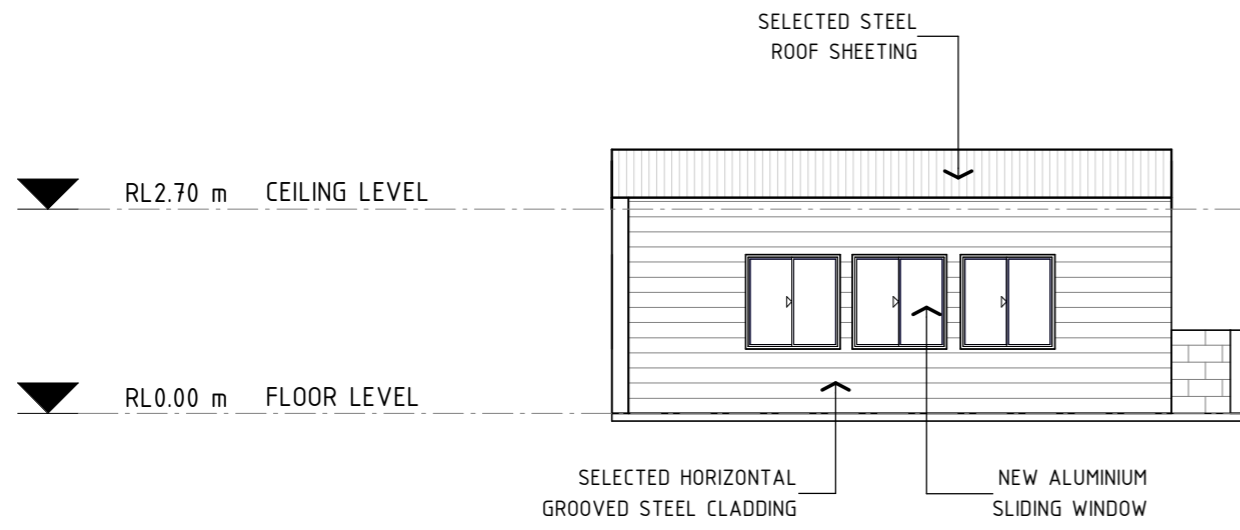 SELECTED STEEL
ROOF SHEETING
RL2.70 m CEILING LEVEL
RL0.00 m FLOOR LEVEL
SELECTED HORIZONTAL
GROOVED STEEL CLADDING
NEW ALUMINIUM
SLIDING WINDOW